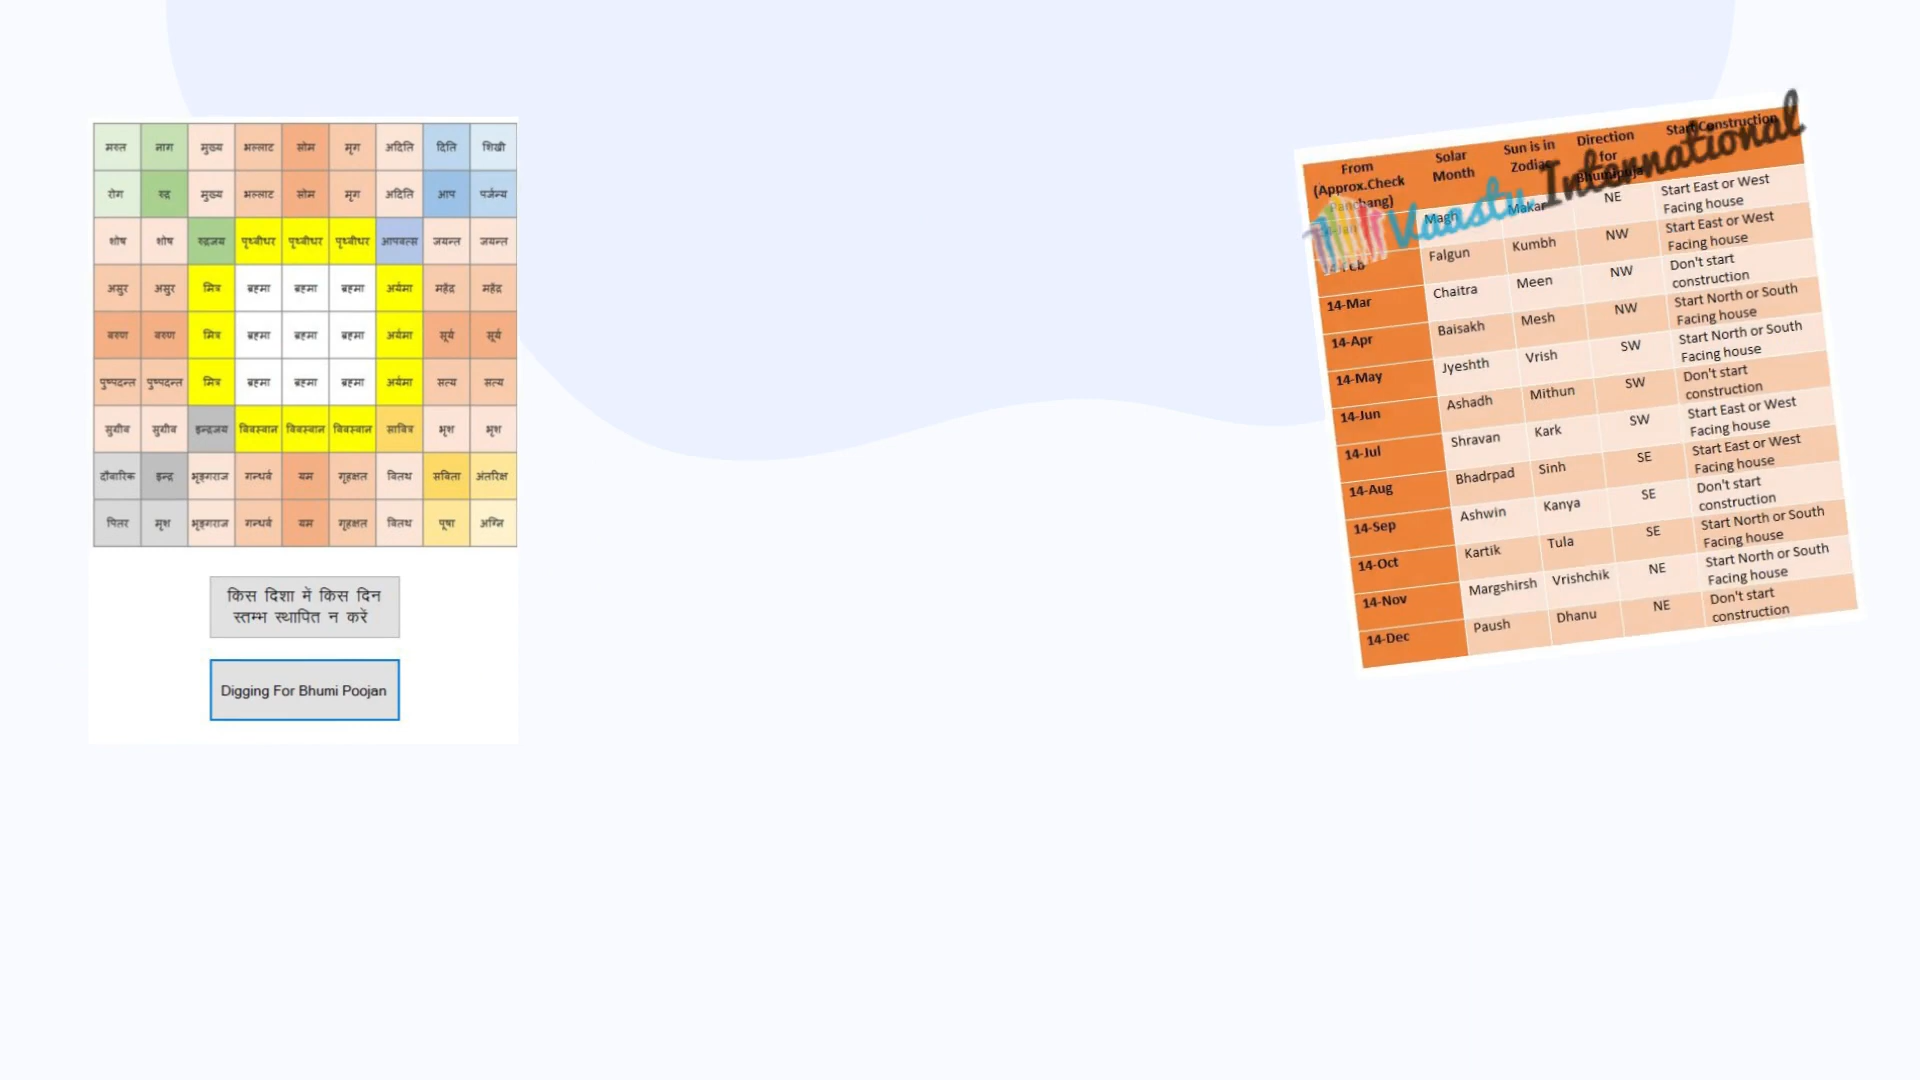 मरुत नाग मुख्य भल्लाट सोम मृग अदिति दिति शिखी
रोग रुद्र मुख्य भल्लाट सोम मृग अदिति आप पर्जन्य
शोष शोष रुद्रजय पृथ्वीधर पृथ्वीधर पृथ्वीधर आपवत्स जयन्त जयन्त
असुर असुर मित्र ब्रह्मा ब्रह्मा ब्रह्मा अर्यमा महेंद्र महेंद्र
वरुण वरुण मित्र ब्रह्मा ब्रह्मा ब्रह्मा अर्यमा सूर्य सूर्य
पुष्पदन्त पुष्पदन्त मित्र ब्रह्मा ब्रह्मा ब्रह्मा अर्यमा सत्य सत्य
सुग्रीव सुग्रीव इन्द्रजय विवस्वान विवस्वान विवस्वान सावित्र भृश भृश
दौवारिक इन्द्र भृङ्गराज गन्धर्व यम गृहक्षत वितथ सविता अंतरिक्ष
पितर मृश भृङ्गराज गन्धर्व यम गृहक्षत वितथ पूषा अग्नि
किस दिशा में किस दिन
स्तम्भ स्थापित न करें
Digging For Bhumi Poojan
From (Approx.Check Panchang) Solar Month Sun is in Zodiac Direction for Bhumipuja Start Construction
Vaastu International
14-Jan Magh Makar NE Start East or West Facing house
14-Feb Falgun Kumbh NW Start East or West Facing house
14-Mar Chaitra Meen NW Don't start construction
14-Apr Baisakh Mesh NW Start North or South Facing house
14-May Jyeshth Vrish SW Start North or South Facing house
14-Jun Ashadh Mithun SW Don't start construction
14-Jul Shravan Kark SW Start East or West Facing house
14-Aug Bhadrpad Sinh SE Start East or West Facing house
14-Sep Ashwin Kanya SE Don't start construction
14-Oct Kartik Tula SE Start North or South Facing house
14-Nov Margshirsh Vrishchik NE Start North or South Facing house
14-Dec Paush Dhanu NE Don't start construction